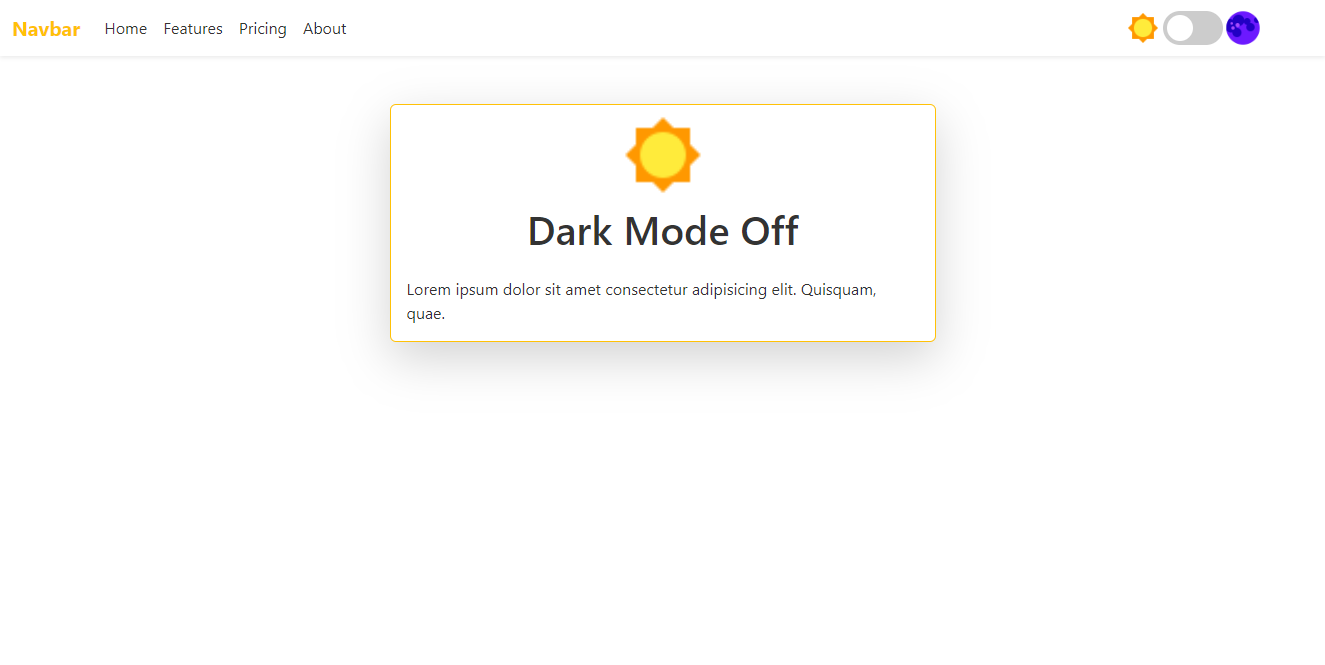 Navbar Home Features Pricing About
Dark Mode Off
Lorem ipsum dolor sit amet consectetur adipisicing elit. Quisquam,
quae.